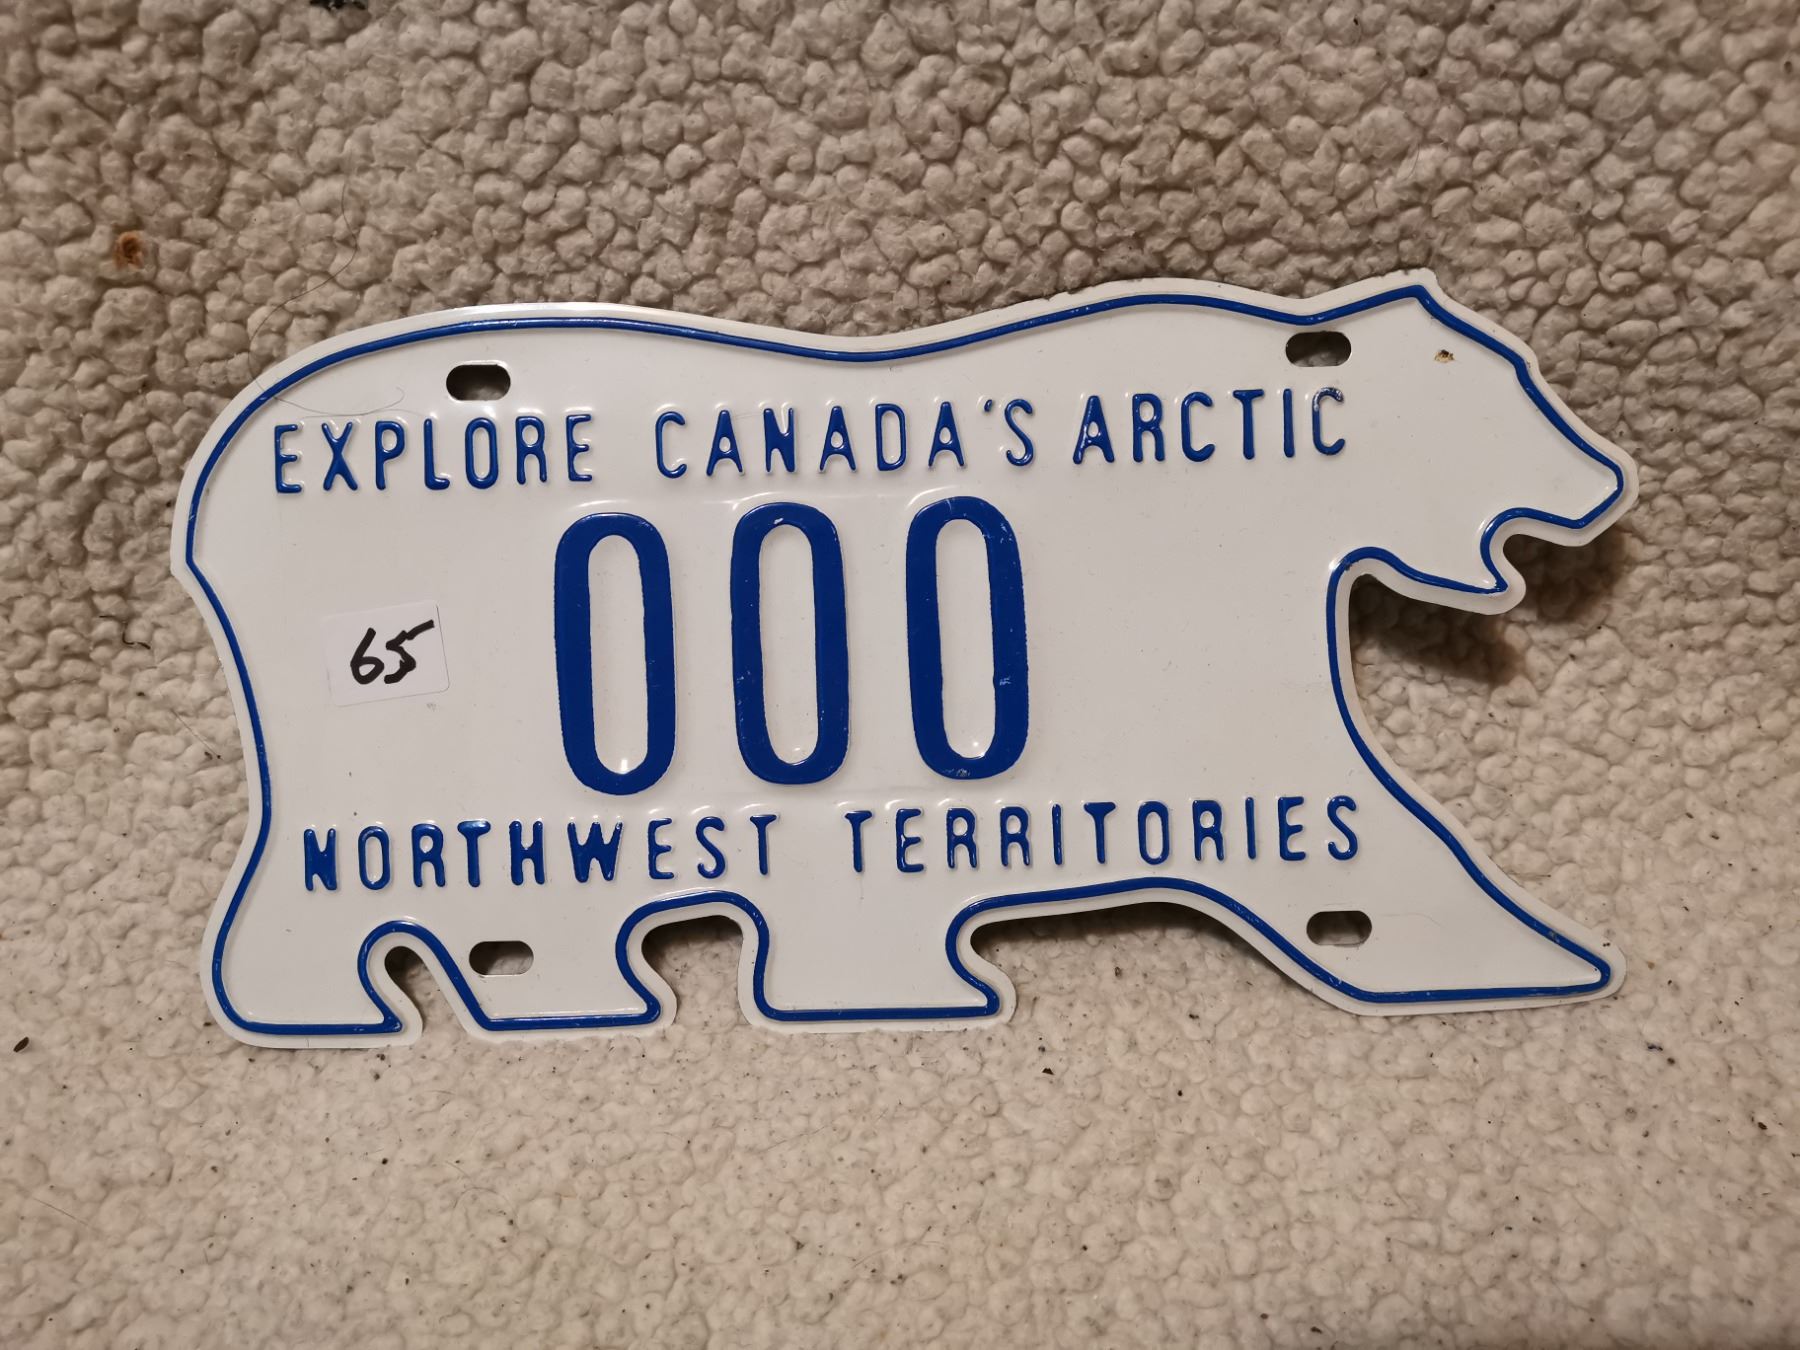 EXPLORE CANADA'S ARCTIC
000
65
NORTHWEST TERRITORIES